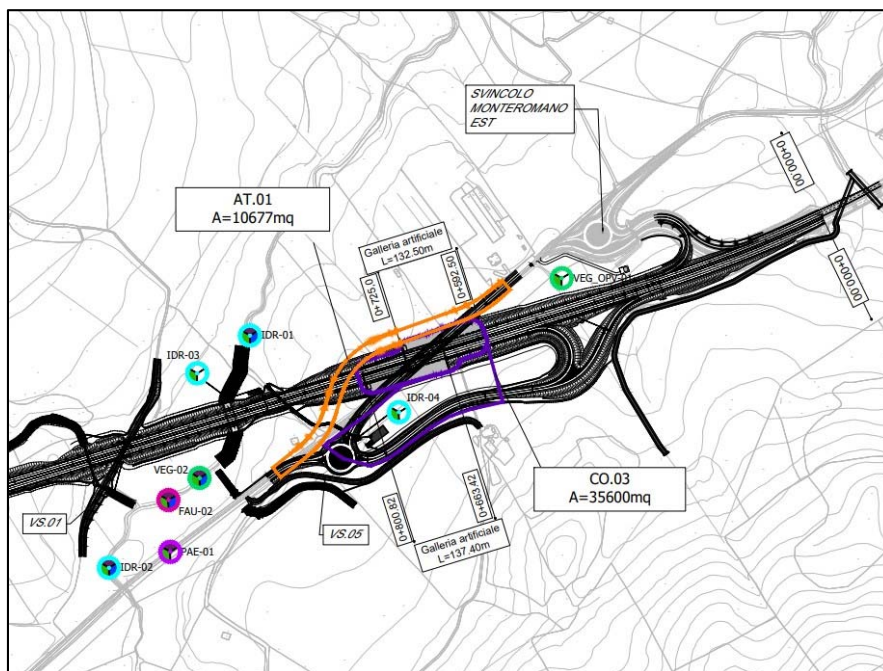 SVINCOLO
MONTEROMANO
EST
0+000.00
AT.01
A=10677mq
Galleria artificiale
L=132.50m
0+725.0
0+592.50
0+000.00
VEG_OPV-01
IDR-01
IDR-03
IDR-04
VEG-02
FAU-02
VS.01
PAE-01
IDR-02
VS.05
0+800.82
0+663.42
Galleria artificiale
L=137.40m
CO.03
A=35600mq